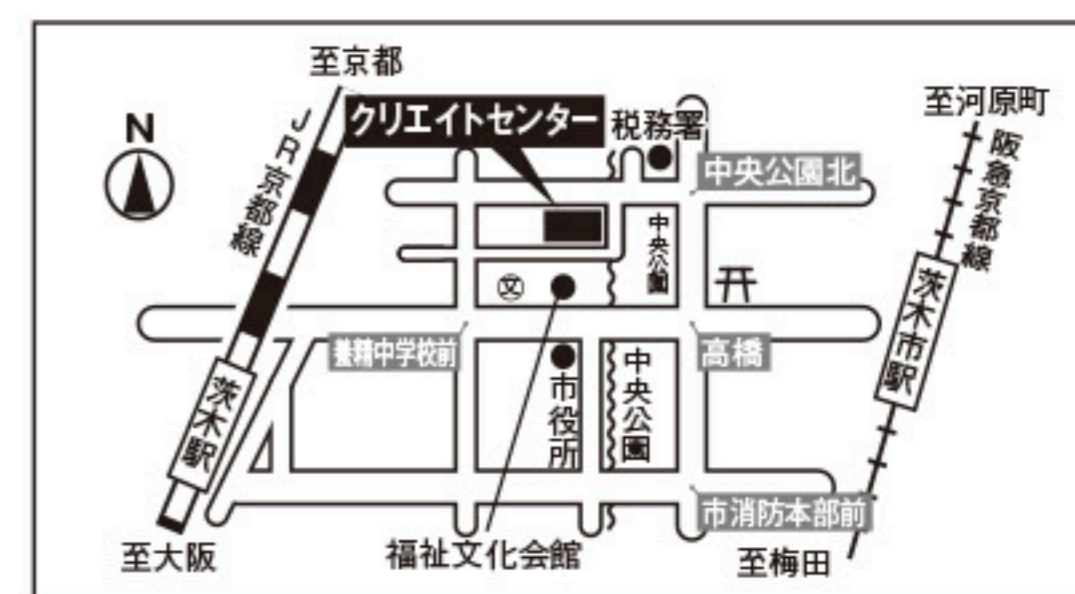 至京都
N
JR京都線
クリエイトセンター
税務署
至河原町
阪急京都線
中央公園北
中央公園
文
茨木市駅
養精中学校前
高橋
茨木駅
市役所
中央公園
市消防本部前
至大阪
福祉文化会館
至梅田